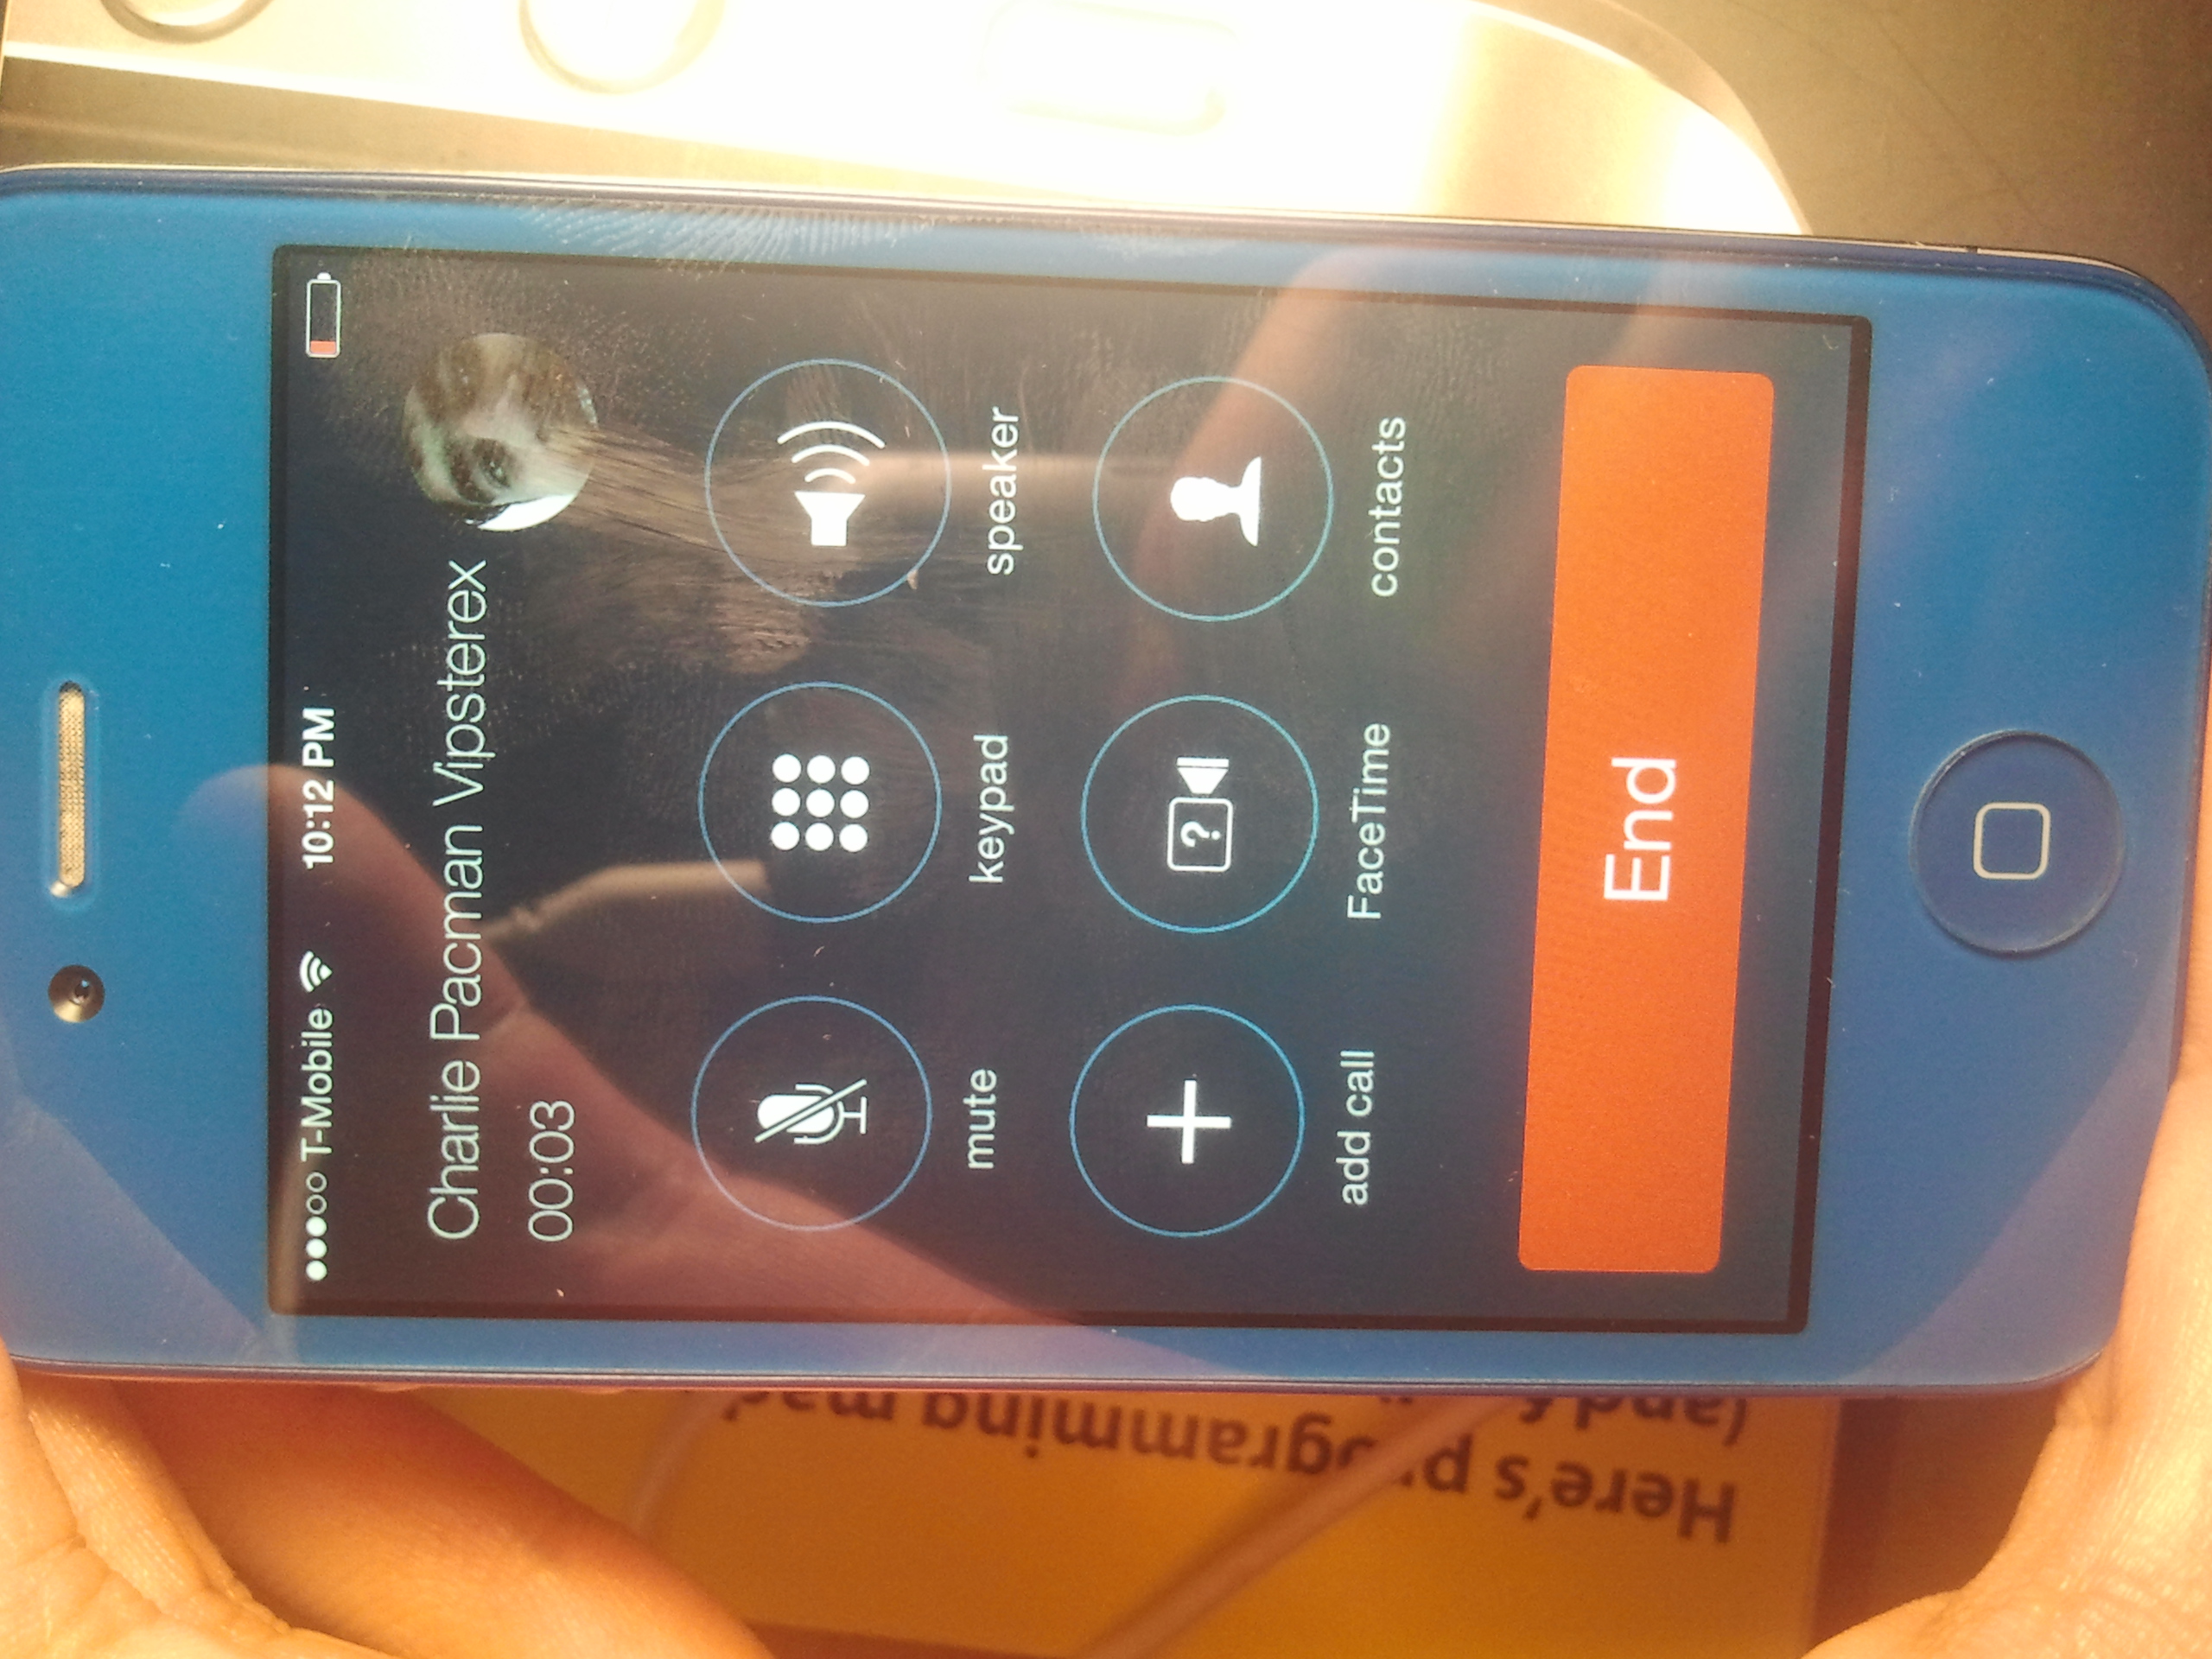 T-Mobile 10:12 PM
Charlie Pacman Vipsterex
00:03
mute keypad speaker
add call FaceTime contacts
End
Here's programming
(and